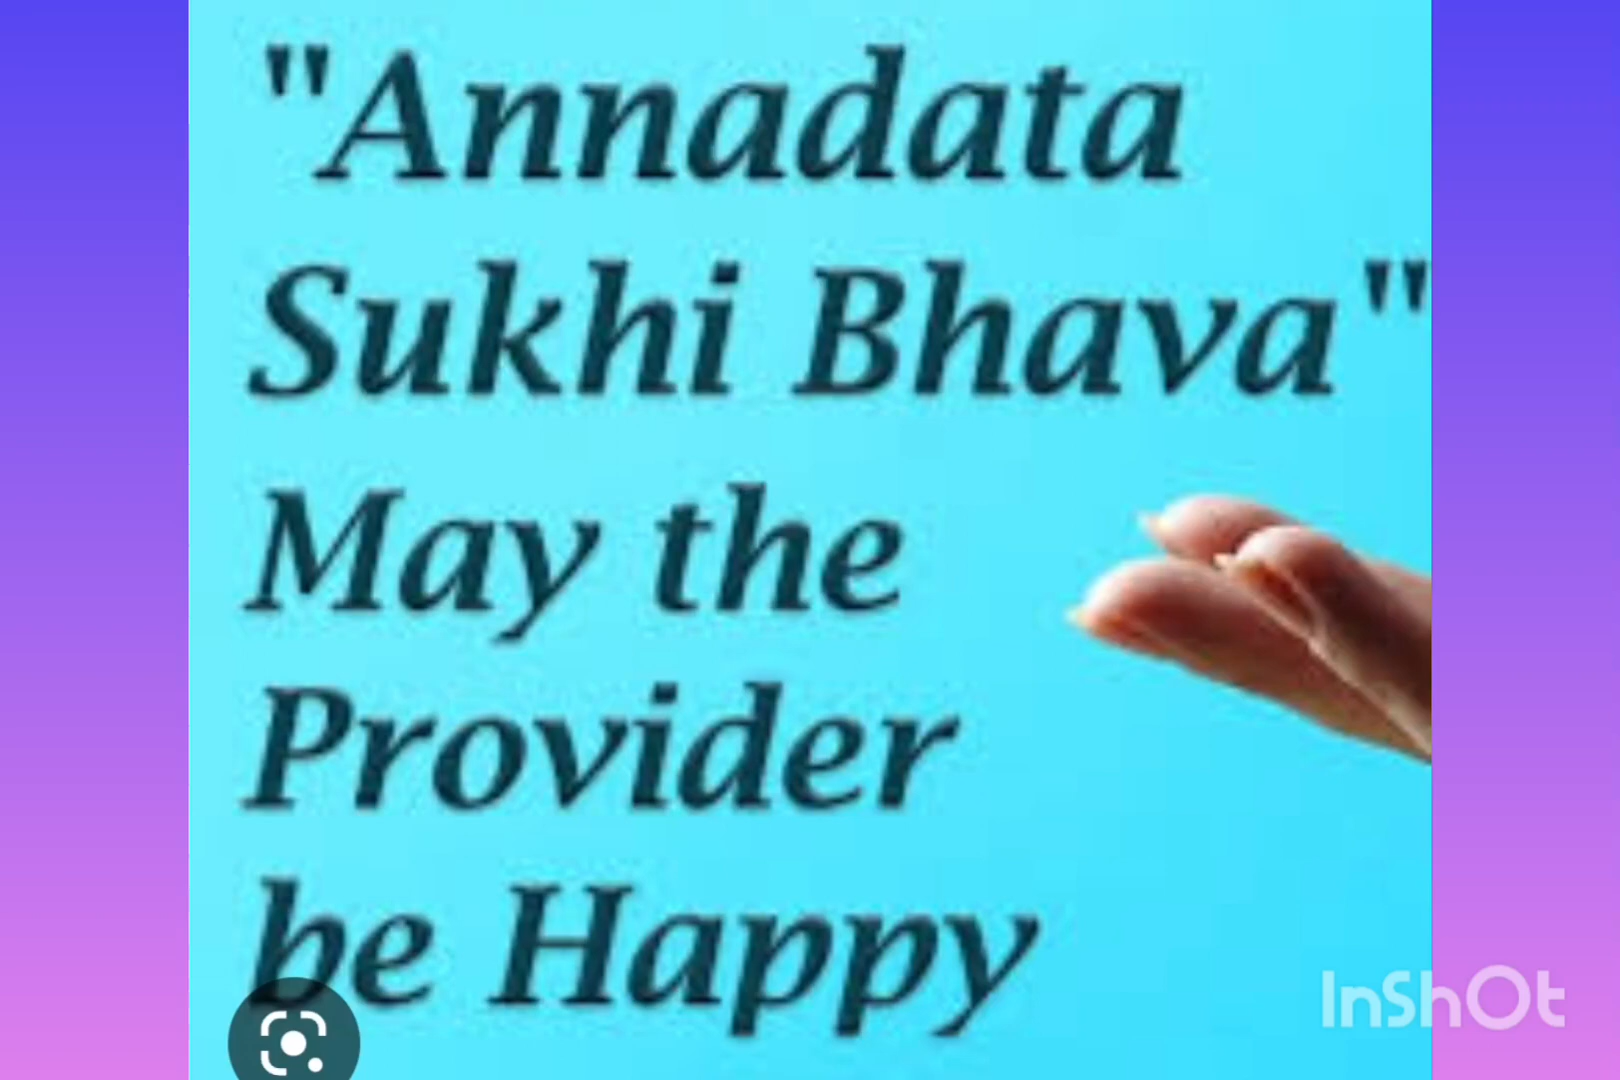 "Annadata
Sukhi Bhava"
May the
Provider
be Happy
InShOt